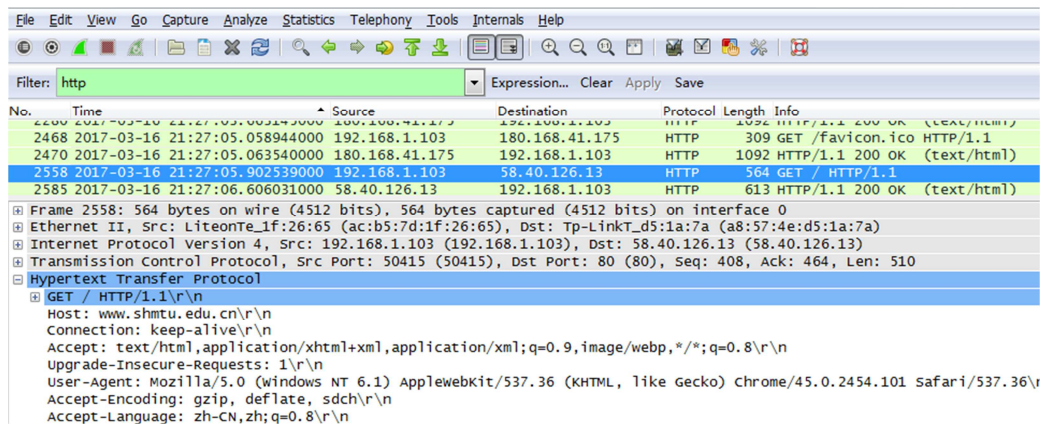 File Edit View Go Capture Analyze Statistics Telephony Tools Internals Help
Filter: http Expression... Clear Apply Save
No. Time Source Destination Protocol Length Info
2468 2017-03-16 21:27:05.058944000 192.168.1.103 180.168.41.175 HTTP 309 GET /favicon.ico HTTP/1.1
2470 2017-03-16 21:27:05.063540000 180.168.41.175 192.168.1.103 HTTP 1092 HTTP/1.1 200 OK (text/html)
2558 2017-03-16 21:27:05.902539000 192.168.1.103 58.40.126.13 HTTP 564 GET / HTTP/1.1
2585 2017-03-16 21:27:06.606031000 58.40.126.13 192.168.1.103 HTTP 613 HTTP/1.1 200 OK (text/html)
Frame 2558: 564 bytes on wire (4512 bits), 564 bytes captured (4512 bits) on interface 0
Ethernet II, Src: LiteonTe_1f:26:65 (ac:b5:7d:1f:26:65), Dst: Tp-LinkT_d5:1a:7a (a8:57:4e:d5:1a:7a)
Internet Protocol Version 4, Src: 192.168.1.103 (192.168.1.103), Dst: 58.40.126.13 (58.40.126.13)
Transmission Control Protocol, Src Port: 50415 (50415), Dst Port: 80 (80), Seq: 408, Ack: 464, Len: 510
Hypertext Transfer Protocol
GET / HTTP/1.1\r\n
Host: www.shmtu.edu.cn\r\n
Connection: keep-alive\r\n
Accept: text/html,application/xhtml+xml,application/xml;q=0.9,image/webp,*/*;q=0.8\r\n
Upgrade-Insecure-Requests: 1\r\n
User-Agent: Mozilla/5.0 (Windows NT 6.1) AppleWebKit/537.36 (KHTML, like Gecko) Chrome/45.0.2454.101 Safari/537.36\r
Accept-Encoding: gzip, deflate, sdch\r\n
Accept-Language: zh-CN,zh;q=0.8\r\n